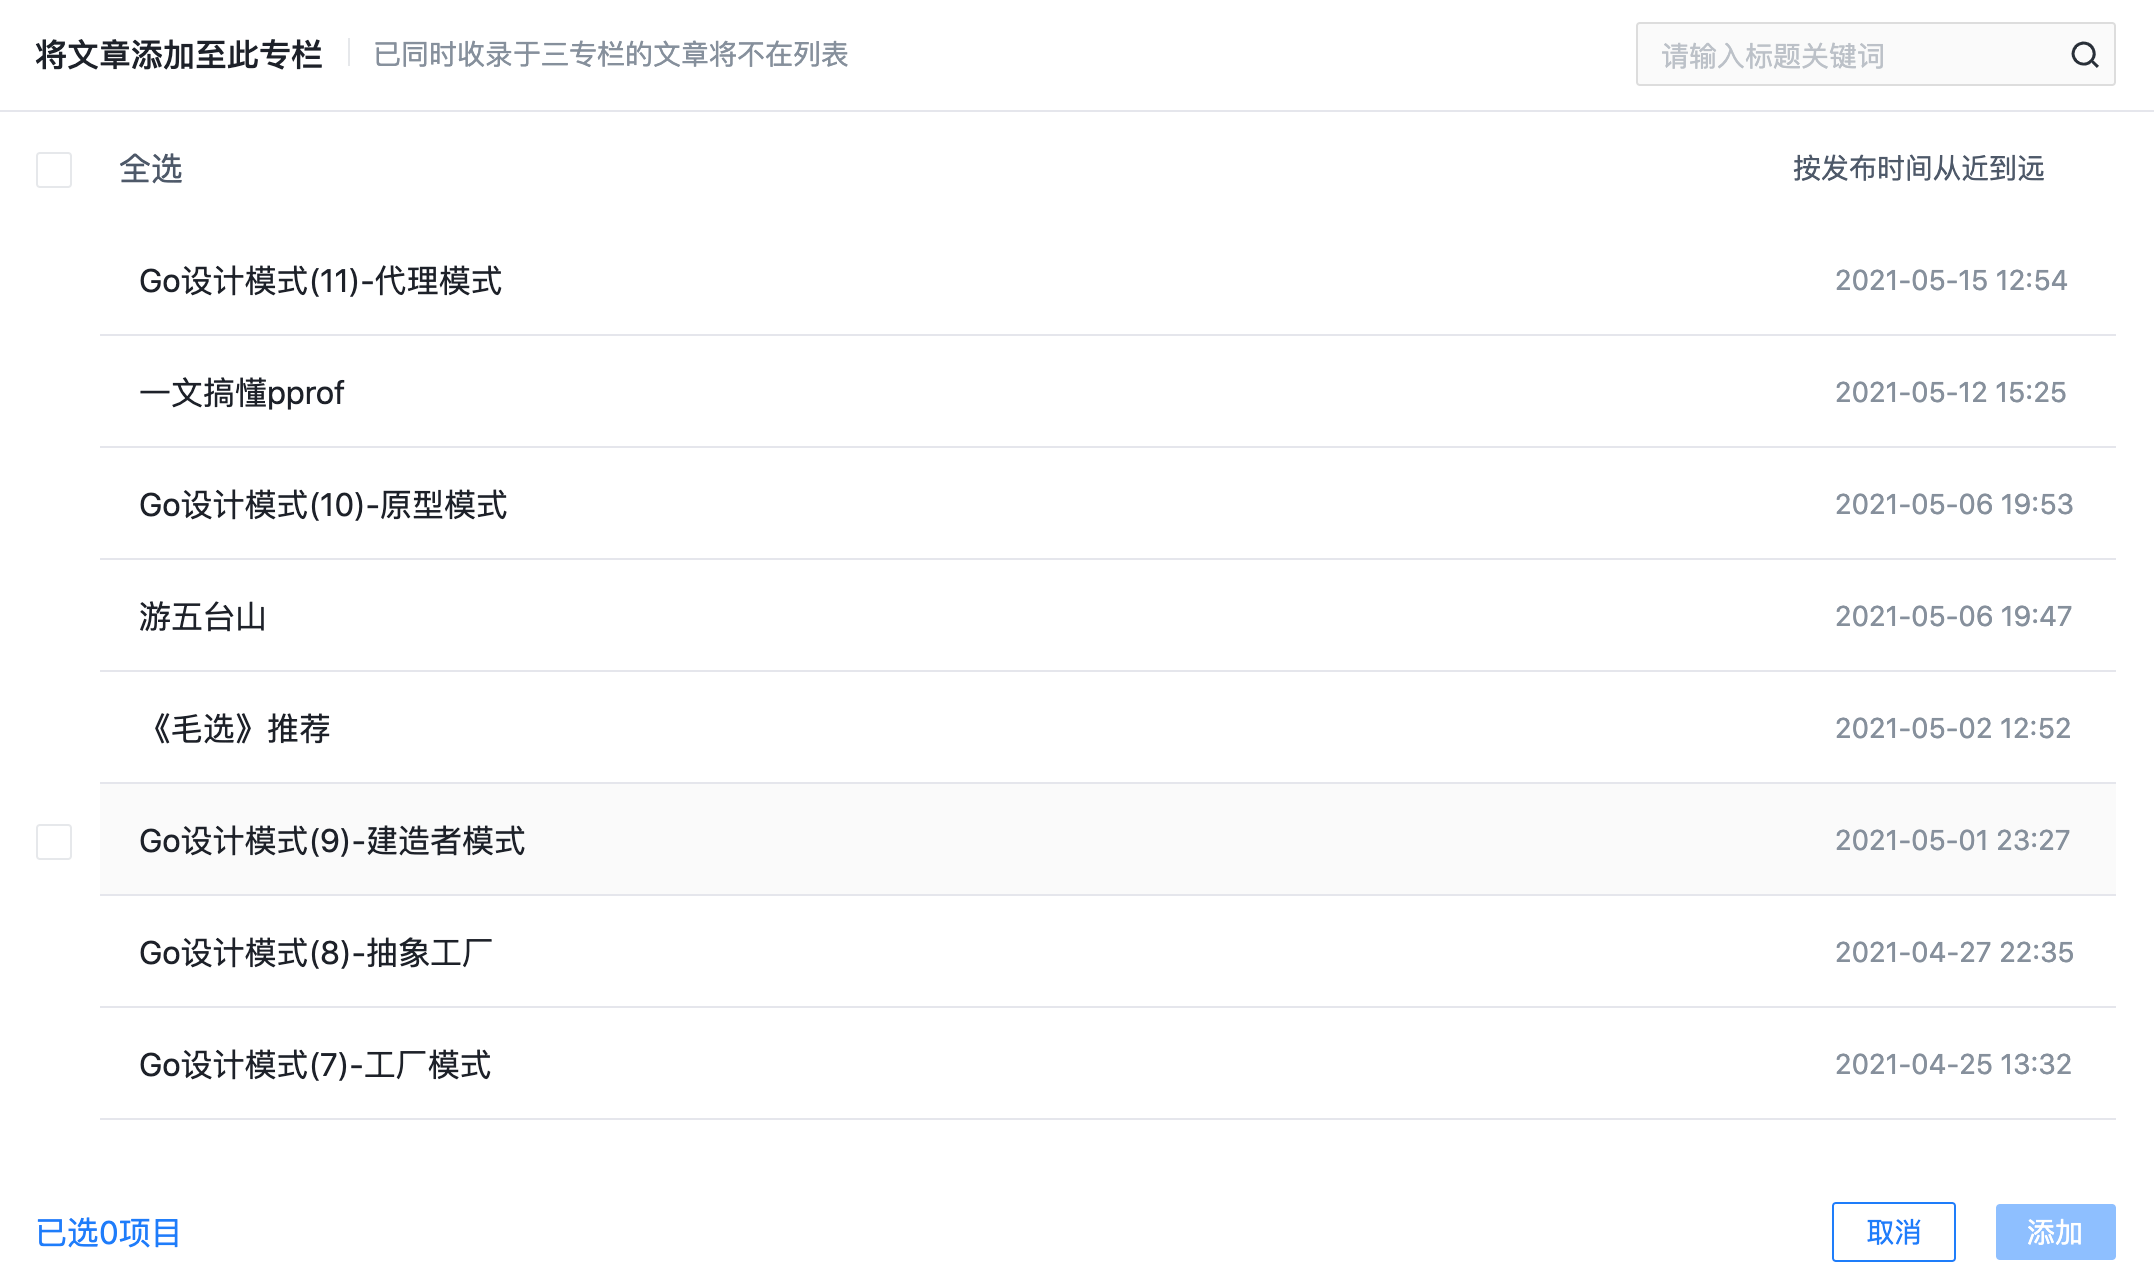 将文章添加至此专栏 已同时收录于三专栏的文章将不在列表 请输入标题关键词
全选 按发布时间从近到远
Go设计模式(11)-代理模式 2021-05-15 12:54
一文搞懂pprof 2021-05-12 15:25
Go设计模式(10)-原型模式 2021-05-06 19:53
游五台山 2021-05-06 19:47
《毛选》推荐 2021-05-02 12:52
Go设计模式(9)-建造者模式 2021-05-01 23:27
Go设计模式(8)-抽象工厂 2021-04-27 22:35
Go设计模式(7)-工厂模式 2021-04-25 13:32
已选0项目 取消 添加